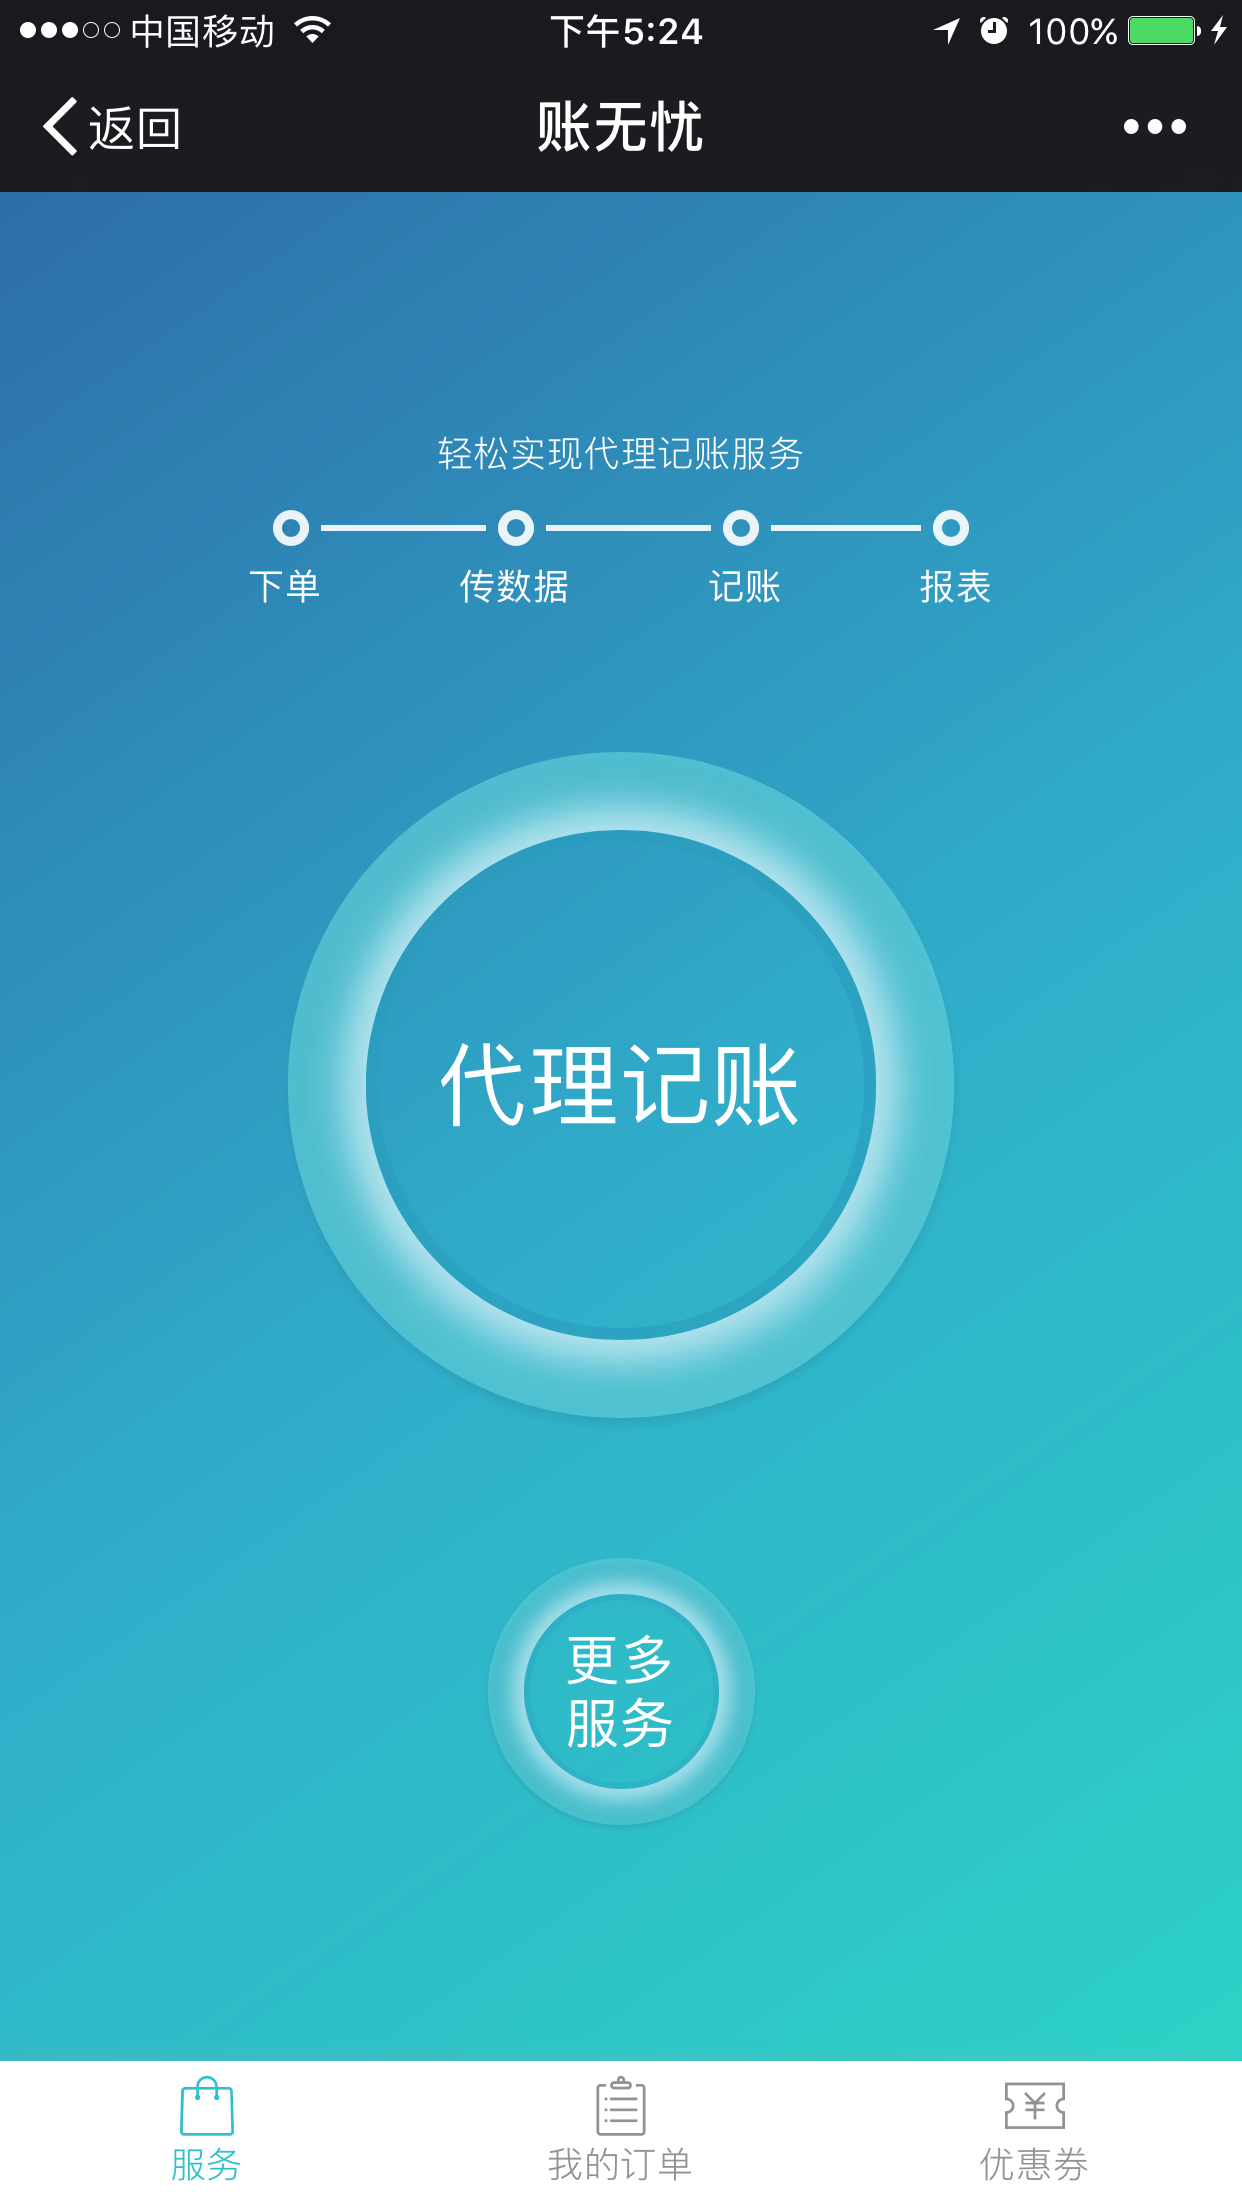 中国移动 下午5:24 100%
返回 账无忧
轻松实现代理记账服务
下单 传数据 记账 报表
代理记账
更多
服务
服务 我的订单 优惠券